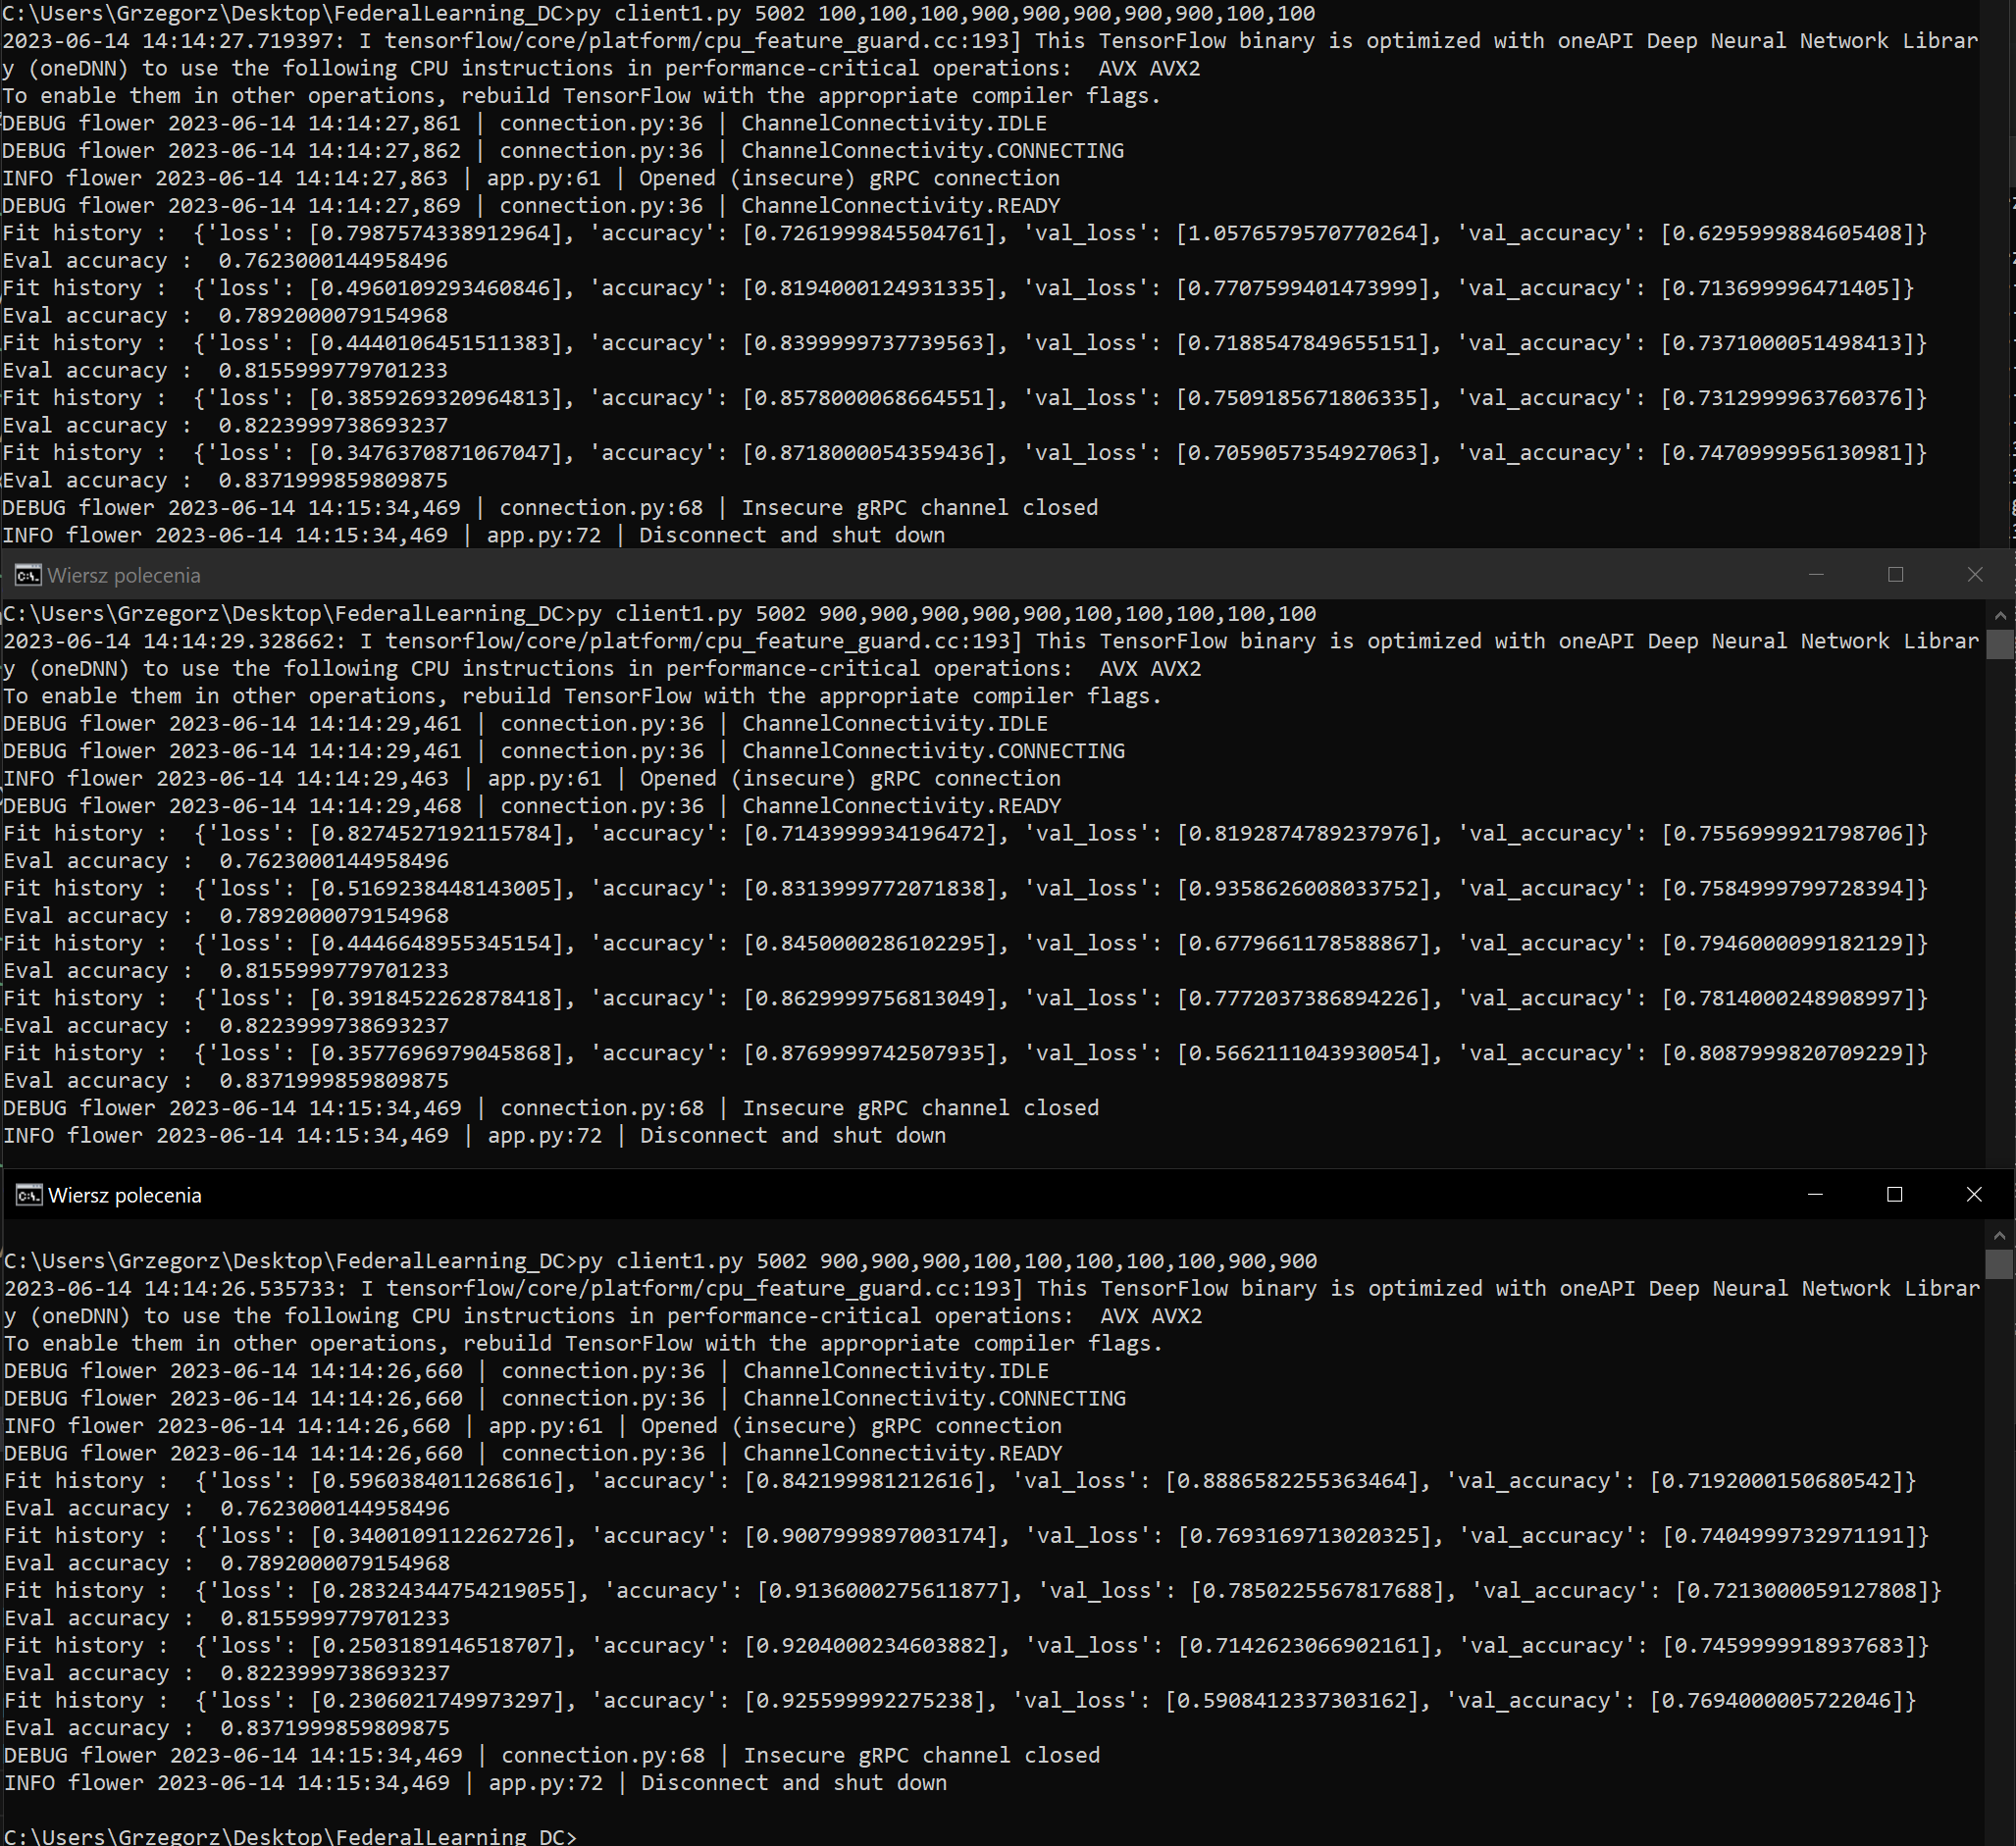 C:\Users\Grzegorz\Desktop\FederalLearning_DC>py client1.py 5002 100,100,100,900,900,900,900,900,100,100
2023-06-14 14:14:27.719397: I tensorflow/core/platform/cpu_feature_guard.cc:193] This TensorFlow binary is optimized with oneAPI Deep Neural Network Librar
y (oneDNN) to use the following CPU instructions in performance-critical operations:  AVX AVX2
To enable them in other operations, rebuild TensorFlow with the appropriate compiler flags.
DEBUG flower 2023-06-14 14:14:27,861 | connection.py:36 | ChannelConnectivity.IDLE
DEBUG flower 2023-06-14 14:14:27,862 | connection.py:36 | ChannelConnectivity.CONNECTING
INFO flower 2023-06-14 14:14:27,863 | app.py:61 | Opened (insecure) gRPC connection
DEBUG flower 2023-06-14 14:14:27,869 | connection.py:36 | ChannelConnectivity.READY
Fit history :  {'loss': [0.7987574338912964], 'accuracy': [0.7261999845504761], 'val_loss': [1.0576579570770264], 'val_accuracy': [0.6295999884605408]}
Eval accuracy :  0.7623000144958496
Fit history :  {'loss': [0.4960109293460846], 'accuracy': [0.8194000124931335], 'val_loss': [0.7707599401473999], 'val_accuracy': [0.713699996471405]}
Eval accuracy :  0.7892000079154968
Fit history :  {'loss': [0.4440106451511383], 'accuracy': [0.8399999737739563], 'val_loss': [0.7188547849655151], 'val_accuracy': [0.7371000051498413]}
Eval accuracy :  0.8155999779701233
Fit history :  {'loss': [0.3859269320964813], 'accuracy': [0.8578000068664551], 'val_loss': [0.7509185671806335], 'val_accuracy': [0.7312999963760376]}
Eval accuracy :  0.8223999738693237
Fit history :  {'loss': [0.3476370871067047], 'accuracy': [0.8718000054359436], 'val_loss': [0.7059057354927063], 'val_accuracy': [0.7470999956130981]}
Eval accuracy :  0.8371999859809875
DEBUG flower 2023-06-14 14:15:34,469 | connection.py:68 | Insecure gRPC channel closed
INFO flower 2023-06-14 14:15:34,469 | app.py:72 | Disconnect and shut down
Wiersz polecenia
C:\Users\Grzegorz\Desktop\FederalLearning_DC>py client1.py 5002 900,900,900,900,900,100,100,100,100,100
2023-06-14 14:14:29.328662: I tensorflow/core/platform/cpu_feature_guard.cc:193] This TensorFlow binary is optimized with oneAPI Deep Neural Network Librar
y (oneDNN) to use the following CPU instructions in performance-critical operations:  AVX AVX2
To enable them in other operations, rebuild TensorFlow with the appropriate compiler flags.
DEBUG flower 2023-06-14 14:14:29,461 | connection.py:36 | ChannelConnectivity.IDLE
DEBUG flower 2023-06-14 14:14:29,461 | connection.py:36 | ChannelConnectivity.CONNECTING
INFO flower 2023-06-14 14:14:29,463 | app.py:61 | Opened (insecure) gRPC connection
DEBUG flower 2023-06-14 14:14:29,468 | connection.py:36 | ChannelConnectivity.READY
Fit history :  {'loss': [0.8274527192115784], 'accuracy': [0.7143999934196472], 'val_loss': [0.8192874789237976], 'val_accuracy': [0.7556999921798706]}
Eval accuracy :  0.7623000144958496
Fit history :  {'loss': [0.5169238448143005], 'accuracy': [0.8313999772071838], 'val_loss': [0.9358626008033752], 'val_accuracy': [0.7584999799728394]}
Eval accuracy :  0.7892000079154968
Fit history :  {'loss': [0.4446648955345154], 'accuracy': [0.8450000286102295], 'val_loss': [0.6779661178588867], 'val_accuracy': [0.7946000099182129]}
Eval accuracy :  0.8155999779701233
Fit history :  {'loss': [0.3918452262878418], 'accuracy': [0.8629999756813049], 'val_loss': [0.7772037386894226], 'val_accuracy': [0.7814000248908997]}
Eval accuracy :  0.8223999738693237
Fit history :  {'loss': [0.3577696979045868], 'accuracy': [0.8769999742507935], 'val_loss': [0.5662111043930054], 'val_accuracy': [0.8087999820709229]}
Eval accuracy :  0.8371999859809875
DEBUG flower 2023-06-14 14:15:34,469 | connection.py:68 | Insecure gRPC channel closed
INFO flower 2023-06-14 14:15:34,469 | app.py:72 | Disconnect and shut down
Wiersz polecenia
C:\Users\Grzegorz\Desktop\FederalLearning_DC>py client1.py 5002 900,900,900,100,100,100,100,100,900,900
2023-06-14 14:14:26.535733: I tensorflow/core/platform/cpu_feature_guard.cc:193] This TensorFlow binary is optimized with oneAPI Deep Neural Network Librar
y (oneDNN) to use the following CPU instructions in performance-critical operations:  AVX AVX2
To enable them in other operations, rebuild TensorFlow with the appropriate compiler flags.
DEBUG flower 2023-06-14 14:14:26,660 | connection.py:36 | ChannelConnectivity.IDLE
DEBUG flower 2023-06-14 14:14:26,660 | connection.py:36 | ChannelConnectivity.CONNECTING
INFO flower 2023-06-14 14:14:26,660 | app.py:61 | Opened (insecure) gRPC connection
DEBUG flower 2023-06-14 14:14:26,660 | connection.py:36 | ChannelConnectivity.READY
Fit history :  {'loss': [0.5960384011268616], 'accuracy': [0.842199981212616], 'val_loss': [0.8886582255363464], 'val_accuracy': [0.7192000150680542]}
Eval accuracy :  0.7623000144958496
Fit history :  {'loss': [0.3400109112262726], 'accuracy': [0.9007999897003174], 'val_loss': [0.7693169713020325], 'val_accuracy': [0.7404999732971191]}
Eval accuracy :  0.7892000079154968
Fit history :  {'loss': [0.28324344754219055], 'accuracy': [0.9136000275611877], 'val_loss': [0.7850225567817688], 'val_accuracy': [0.7213000059127808]}
Eval accuracy :  0.8155999779701233
Fit history :  {'loss': [0.2503189146518707], 'accuracy': [0.9204000234603882], 'val_loss': [0.7142623066902161], 'val_accuracy': [0.7459999918937683]}
Eval accuracy :  0.8223999738693237
Fit history :  {'loss': [0.2306021749973297], 'accuracy': [0.925599992275238], 'val_loss': [0.5908412337303162], 'val_accuracy': [0.7694000005722046]}
Eval accuracy :  0.8371999859809875
DEBUG flower 2023-06-14 14:15:34,469 | connection.py:68 | Insecure gRPC channel closed
INFO flower 2023-06-14 14:15:34,469 | app.py:72 | Disconnect and shut down
C:\Users\Grzegorz\Desktop\FederalLearning_DC>